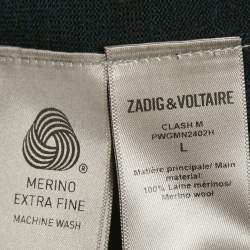 MERINO
EXTRA FINE
MACHINE WASH
ZADIG & VOLTAIRE
CLASH M
PWGMN2402H
L
Matière principale/ Main
material:
100% Laine mérinos/
Merino wool